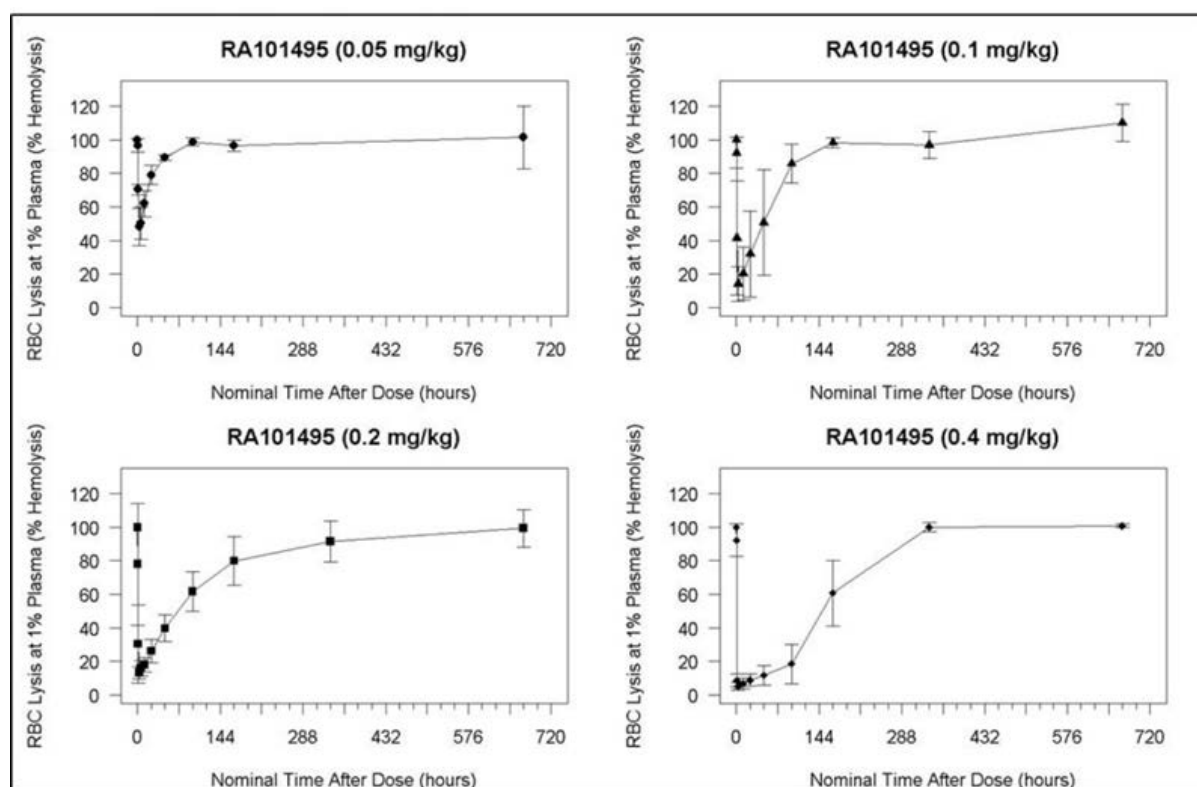 RA101495 (0.05 mg/kg)
RBC Lysis at 1% Plasma (% Hemolysis)
120
100
80
60
40
20
0
0 144 288 432 576 720
Nominal Time After Dose (hours)
RA101495 (0.1 mg/kg)
RBC Lysis at 1% Plasma (% Hemolysis)
120
100
80
60
40
20
0
0 144 288 432 576 720
Nominal Time After Dose (hours)
RA101495 (0.2 mg/kg)
RBC Lysis at 1% Plasma (% Hemolysis)
120
100
80
60
40
20
0
0 144 288 432 576 720
Nominal Time After Dose (hours)
RA101495 (0.4 mg/kg)
RBC Lysis at 1% Plasma (% Hemolysis)
120
100
80
60
40
20
0
0 144 288 432 576 720
Nominal Time After Dose (hours)